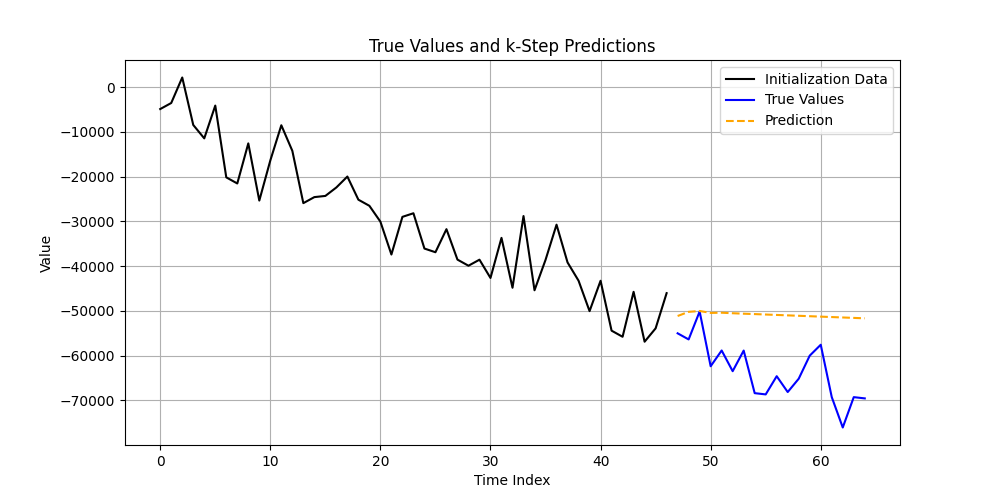 True Values and k-Step Predictions
Initialization Data
True Values
Prediction
Value
0
−10000
−20000
−30000
−40000
−50000
−60000
−70000
0 10 20 30 40 50 60
Time Index